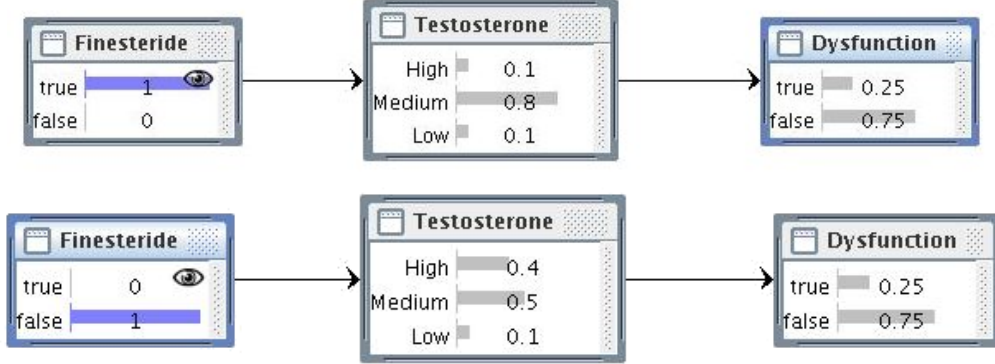 Finesteride
true 1
false 0
Testosterone
High 0.1
Medium 0.8
Low 0.1
Dysfunction
true 0.25
false 0.75
Finesteride
true 0
false 1
Testosterone
High 0.4
Medium 0.5
Low 0.1
Dysfunction
true 0.25
false 0.75